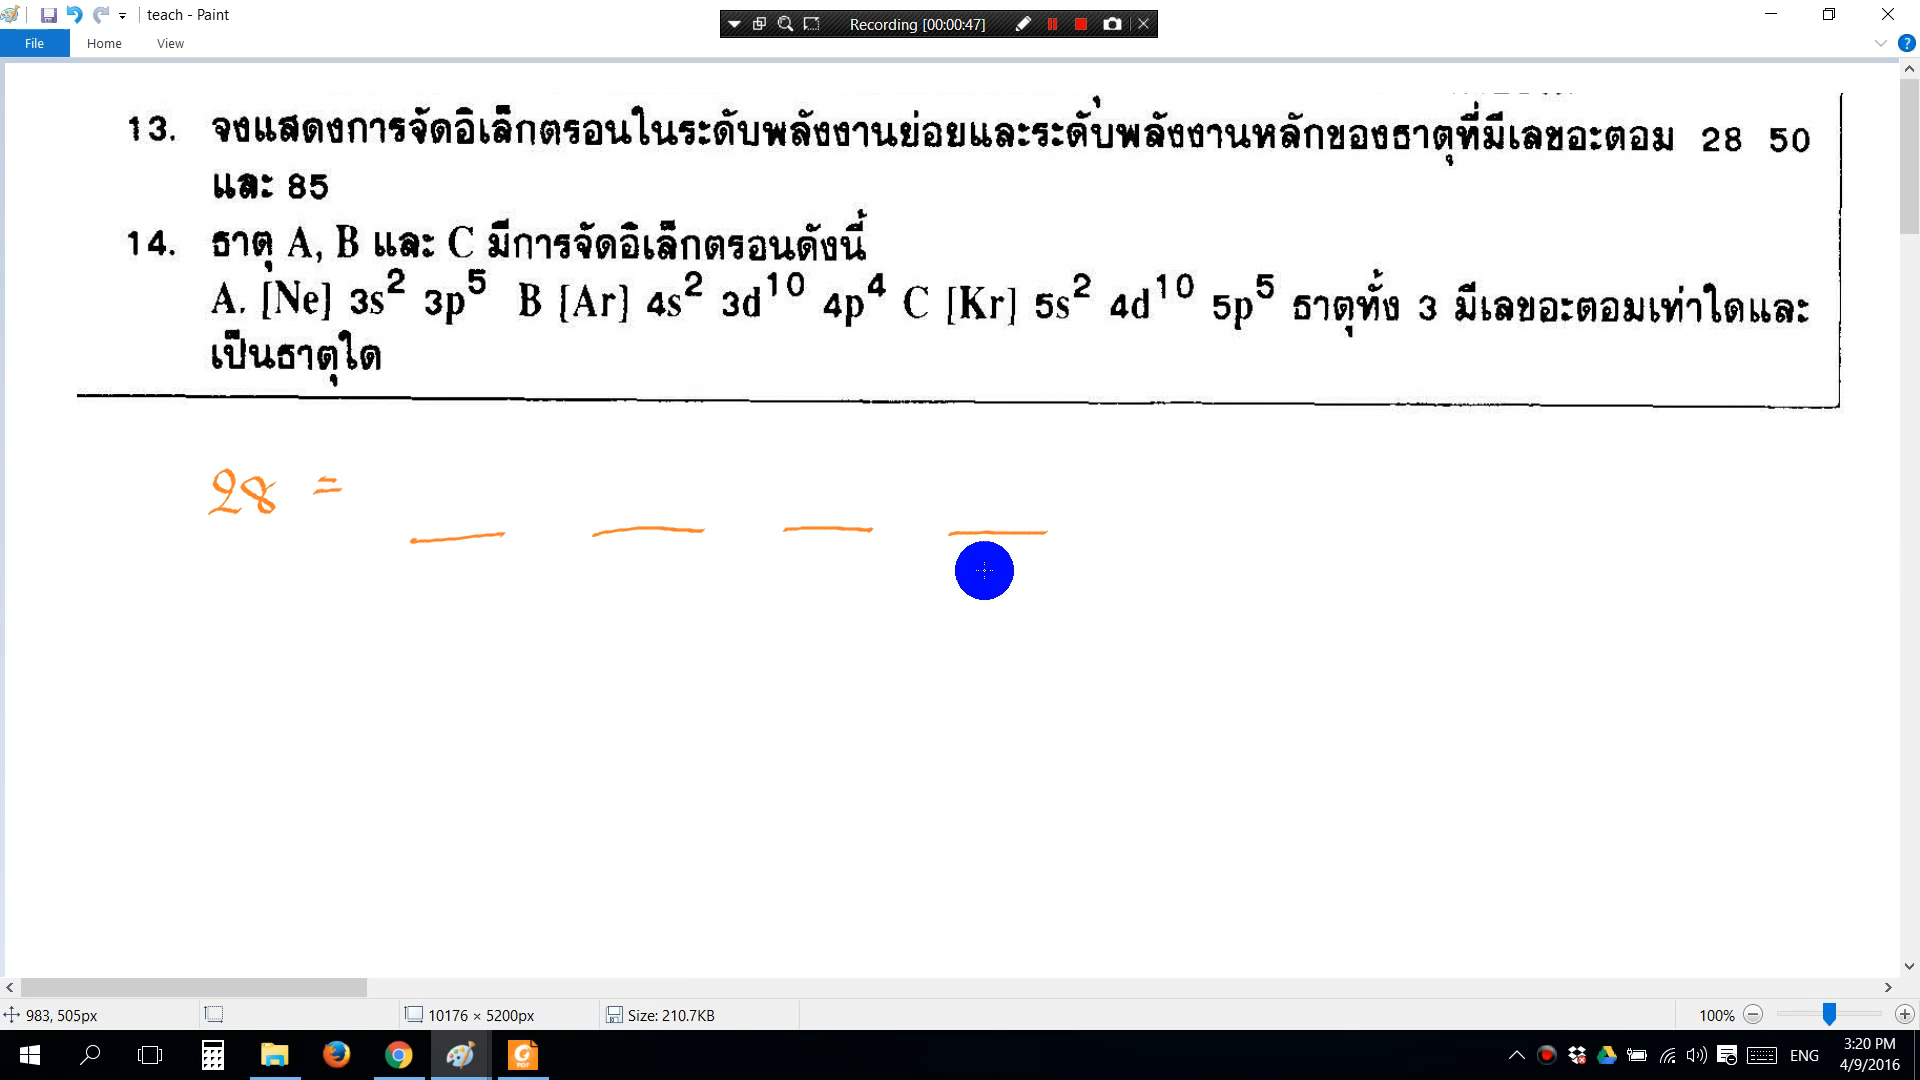 teach - Paint
Recording [00:00:47]
File Home View
13. จงแสดงการจัดอิเล็กตรอนในระดับพลังงานย่อยและระดับพลังงานหลักของธาตุที่มีเลขอะตอม 28 50
และ 85
14. ธาตุ A, B และ C มีการจัดอิเล็กตรอนดังนี้
A. [Ne] 3s² 3p⁵ B [Ar] 4s² 3d¹⁰ 4p⁴ C [Kr] 5s² 4d¹⁰ 5p⁵ ธาตุทั้ง 3 มีเลขอะตอมเท่าใดและ
เป็นธาตุใด
28 =
983, 505px 10176 × 5200px Size: 210.7KB 100%
ENG 3:20 PM
4/9/2016